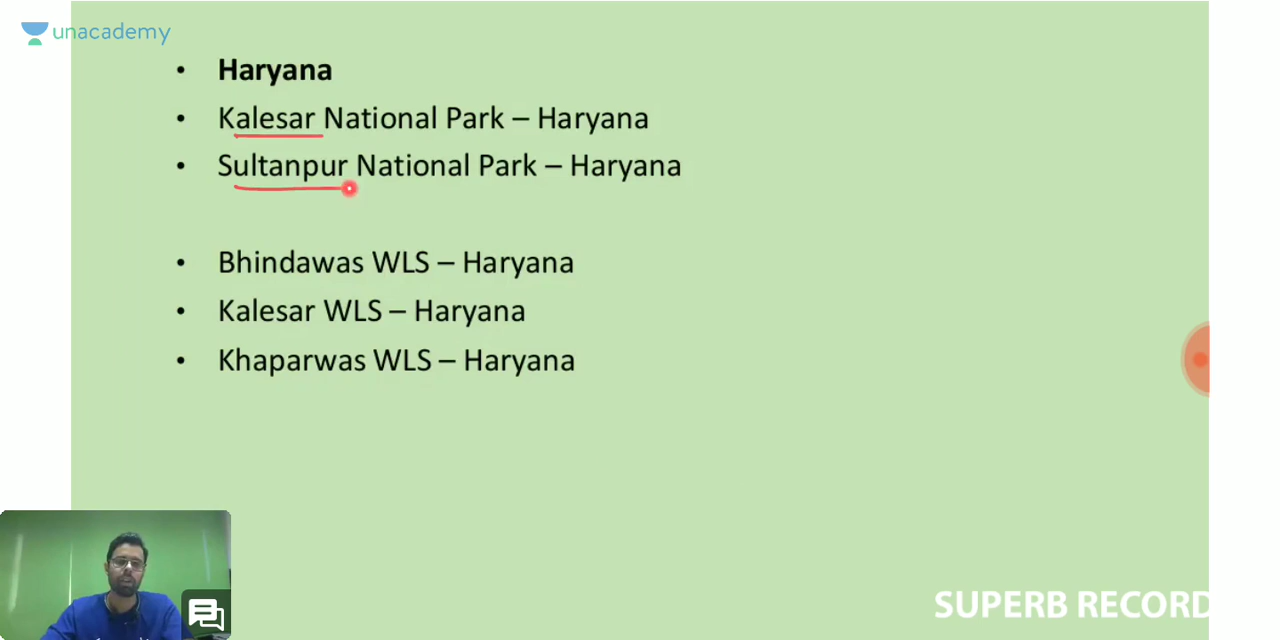 unacademy
• Haryana
• Kalesar National Park – Haryana
• Sultanpur National Park – Haryana
• Bhindawas WLS – Haryana
• Kalesar WLS – Haryana
• Khaparwas WLS – Haryana
SUPERB RECORD